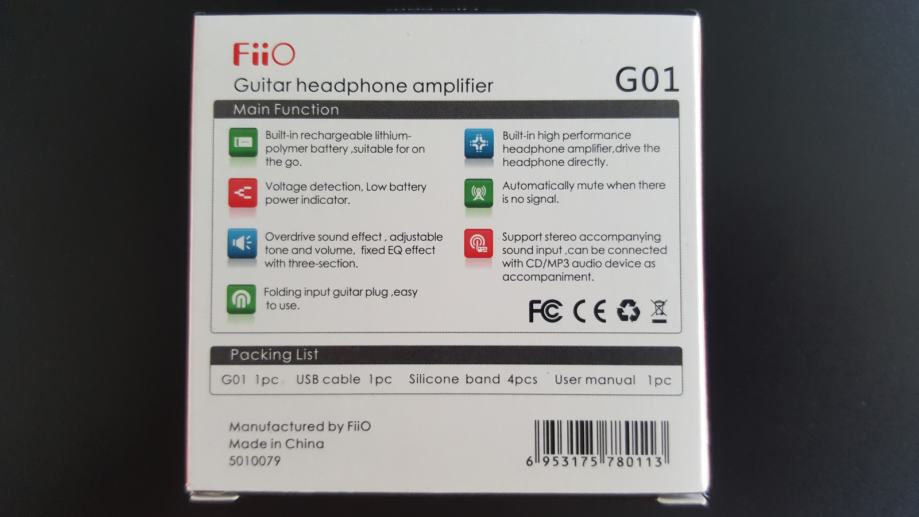 FiiO
Guitar headphone amplifier
G01
Main Function
Built-in rechargeable lithium-
polymer battery ,suitable for on
the go.
Voltage detection, Low battery
power indicator.
Overdrive sound effect , adjustable
tone and volume, fixed EQ effect
with three-section.
Folding input guitar plug ,easy
to use.
Built-in high performance
headphone amplifier,drive the
headphone directly.
Automatically mute when there
is no signal.
Support stereo accompanying
sound input ,can be connected
with CD/MP3 audio device as
accompaniment.
FC CE
Packing List
G01 1pc USB cable 1pc Silicone band 4pcs User manual 1pc
Manufactured by FiiO
Made in China
5010079
6 953175 780113